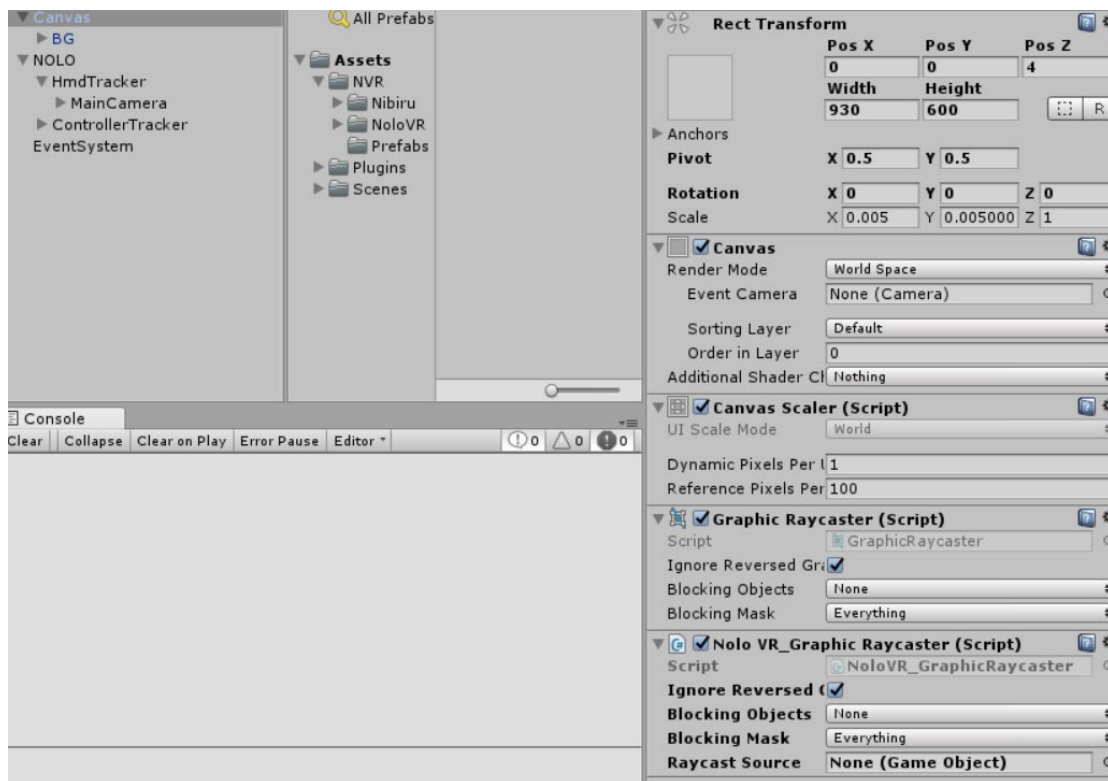 Canvas
BG
NOLO
HmdTracker
MainCamera
ControllerTracker
EventSystem
All Prefabs
Assets
NVR
Nibiru
NoloVR
Prefabs
Plugins
Scenes
Console
Clear Collapse Clear on Play Error Pause Editor 0 0 0
Rect Transform
Pos X Pos Y Pos Z
0 0 4
Width Height
930 600 R
Anchors
Pivot X 0.5 Y 0.5
Rotation X 0 Y 0 Z 0
Scale X 0.005 Y 0.005000 Z 1
Canvas
Render Mode World Space
Event Camera None (Camera)
Sorting Layer Default
Order in Layer 0
Additional Shader Ch Nothing
Canvas Scaler (Script)
UI Scale Mode World
Dynamic Pixels Per U 1
Reference Pixels Per 100
Graphic Raycaster (Script)
Script GraphicRaycaster
Ignore Reversed Gra
Blocking Objects None
Blocking Mask Everything
Nolo VR_Graphic Raycaster (Script)
Script NoloVR_GraphicRaycaster
Ignore Reversed G
Blocking Objects None
Blocking Mask Everything
Raycast Source None (Game Object)